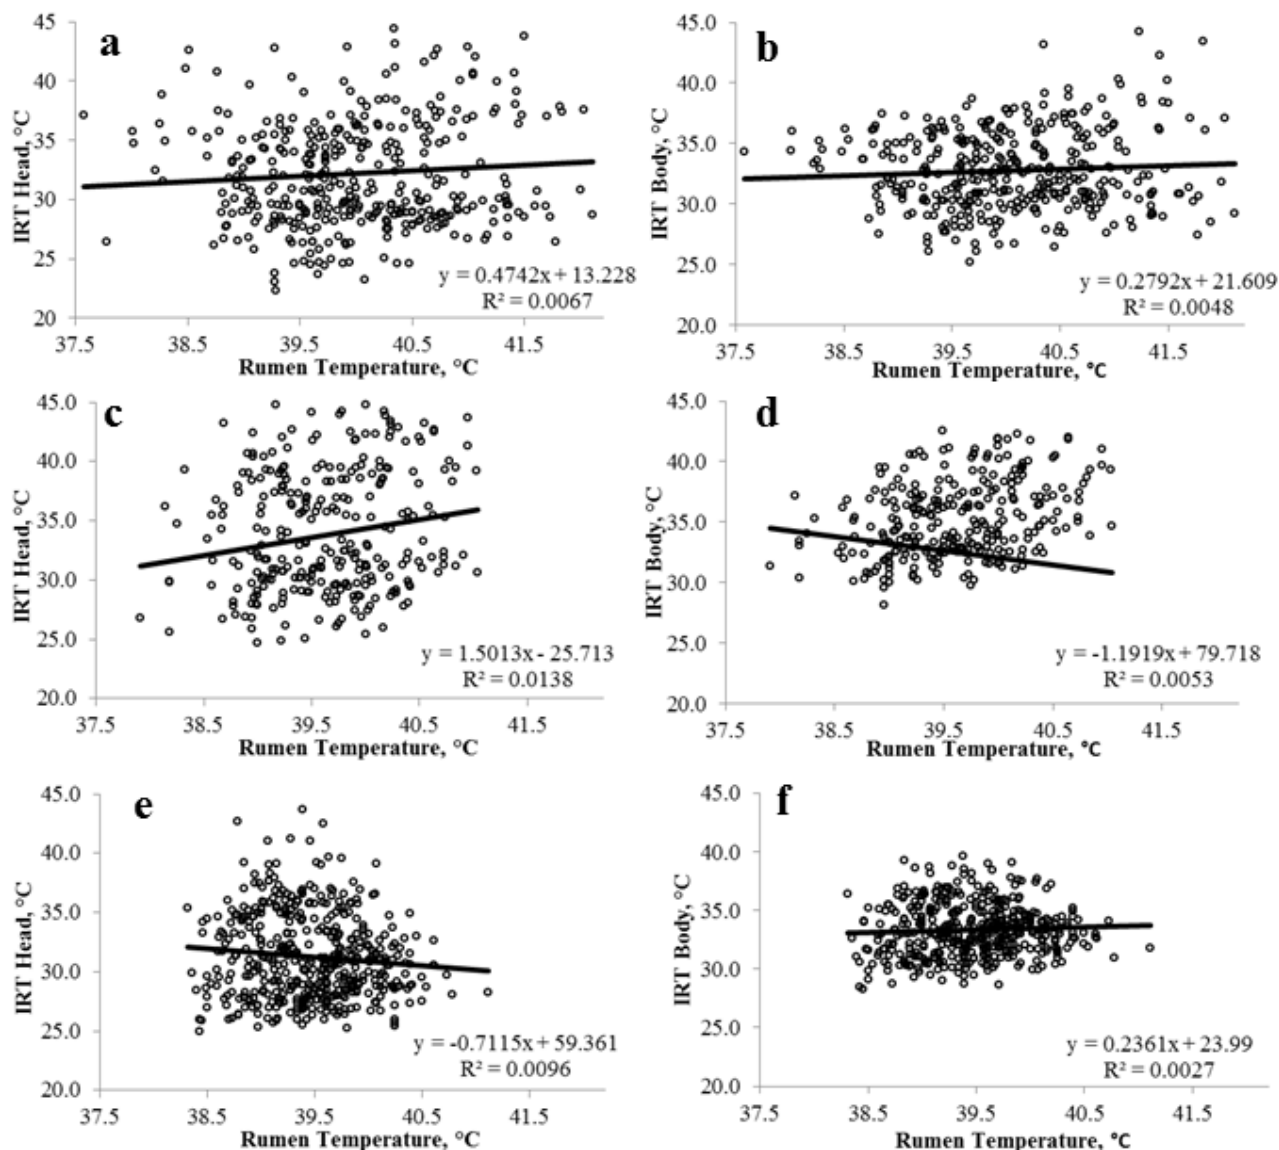 a
45
40
35
30
25
20
IRT Head, °C
y = 0.4742x + 13.228
R² = 0.0067
37.5 38.5 39.5 40.5 41.5
Rumen Temperature, °C
b
45.0
40.0
35.0
30.0
25.0
20.0
IRT Body, °C
y = 0.2792x + 21.609
R² = 0.0048
37.5 38.5 39.5 40.5 41.5
Rumen Temperature, °C
c
45.0
40.0
35.0
30.0
25.0
20.0
IRT Head, °C
y = 1.5013x - 25.713
R² = 0.0138
37.5 38.5 39.5 40.5 41.5
Rumen Temperature, °C
d
45.0
40.0
35.0
30.0
25.0
20.0
IRT Body, °C
y = -1.1919x + 79.718
R² = 0.0053
37.5 38.5 39.5 40.5 41.5
Rumen Temperature, °C
e
45.0
40.0
35.0
30.0
25.0
20.0
IRT Head, °C
y = -0.7115x + 59.361
R² = 0.0096
37.5 38.5 39.5 40.5 41.5
Rumen Temperature, °C
f
45.0
40.0
35.0
30.0
25.0
20.0
IRT Body, °C
y = 0.2361x + 23.99
R² = 0.0027
37.5 38.5 39.5 40.5 41.5
Rumen Temperature, °C